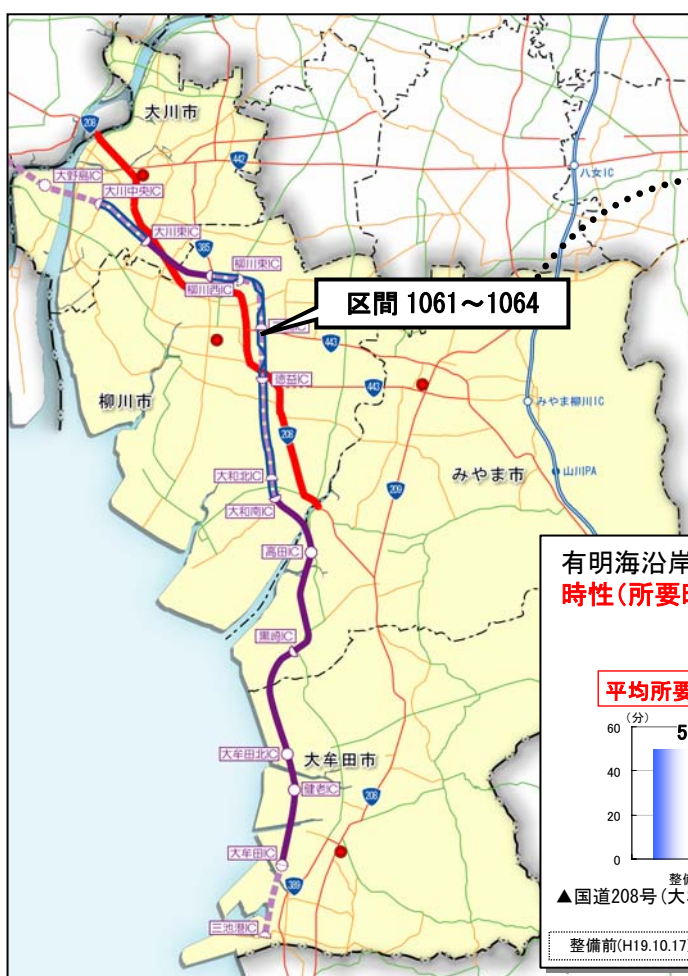 大川市
208
442
大野島IC
大川中央IC
八女IC
大川東IC
385
柳川東IC
柳川西IC
区間 1061～1064
443
徳益IC
443
柳川市
みやま柳川IC
208
みやま市
山川PA
大和北IC
209
大和南IC
高田IC
黒崎IC
大牟田北IC
大牟田市
健老IC
208
大牟田IC
389
三池港IC
有明海沿岸
時性(所要
平均所要
(分)
60
5
40
20
0
整備
▲国道208号(大
整備前(H19.10.17